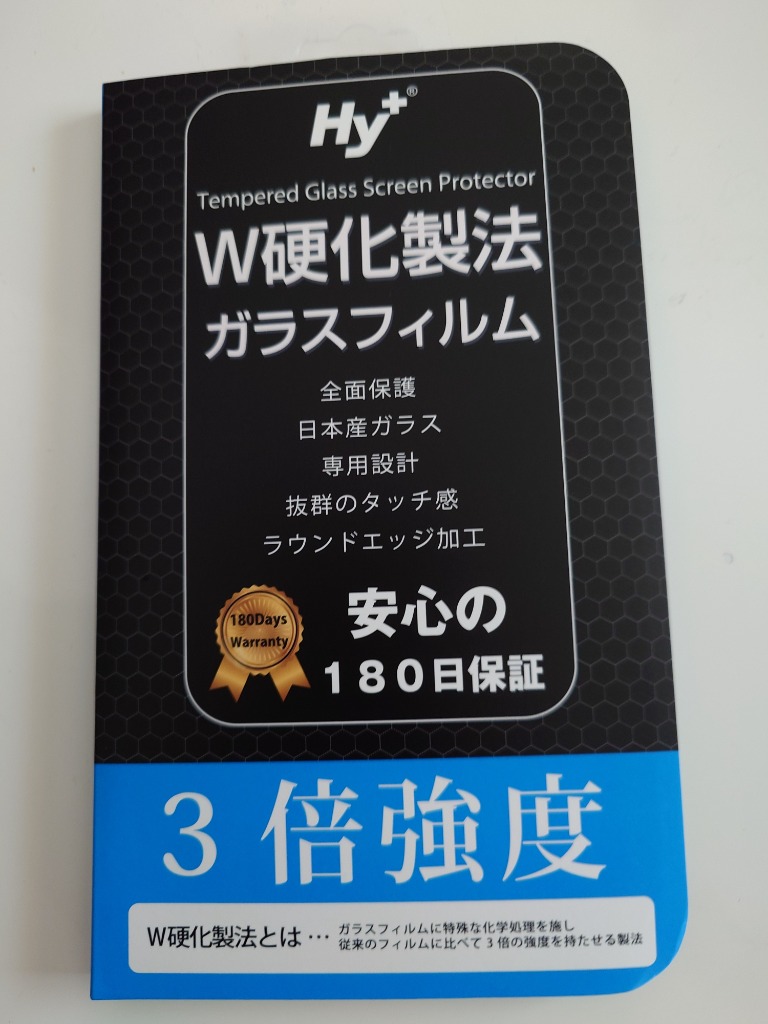 Hy+®
Tempered Glass Screen Protector
W硬化製法
ガラスフィルム
全面保護
日本産ガラス
専用設計
抜群のタッチ感
ラウンドエッジ加工
180Days
Warranty
安心の
180日保証
3倍強度
W硬化製法とは…
ガラスフィルムに特殊な化学処理を施し
従来のフィルムに比べて3倍の強度を持たせる製法